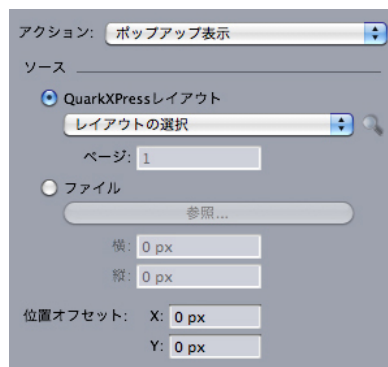 アクション: ポップアップ表示
ソース
QuarkXPressレイアウト
レイアウトの選択
ページ: 1
ファイル
参照...
横: 0 px
縦: 0 px
位置オフセット: X: 0 px
Y: 0 px